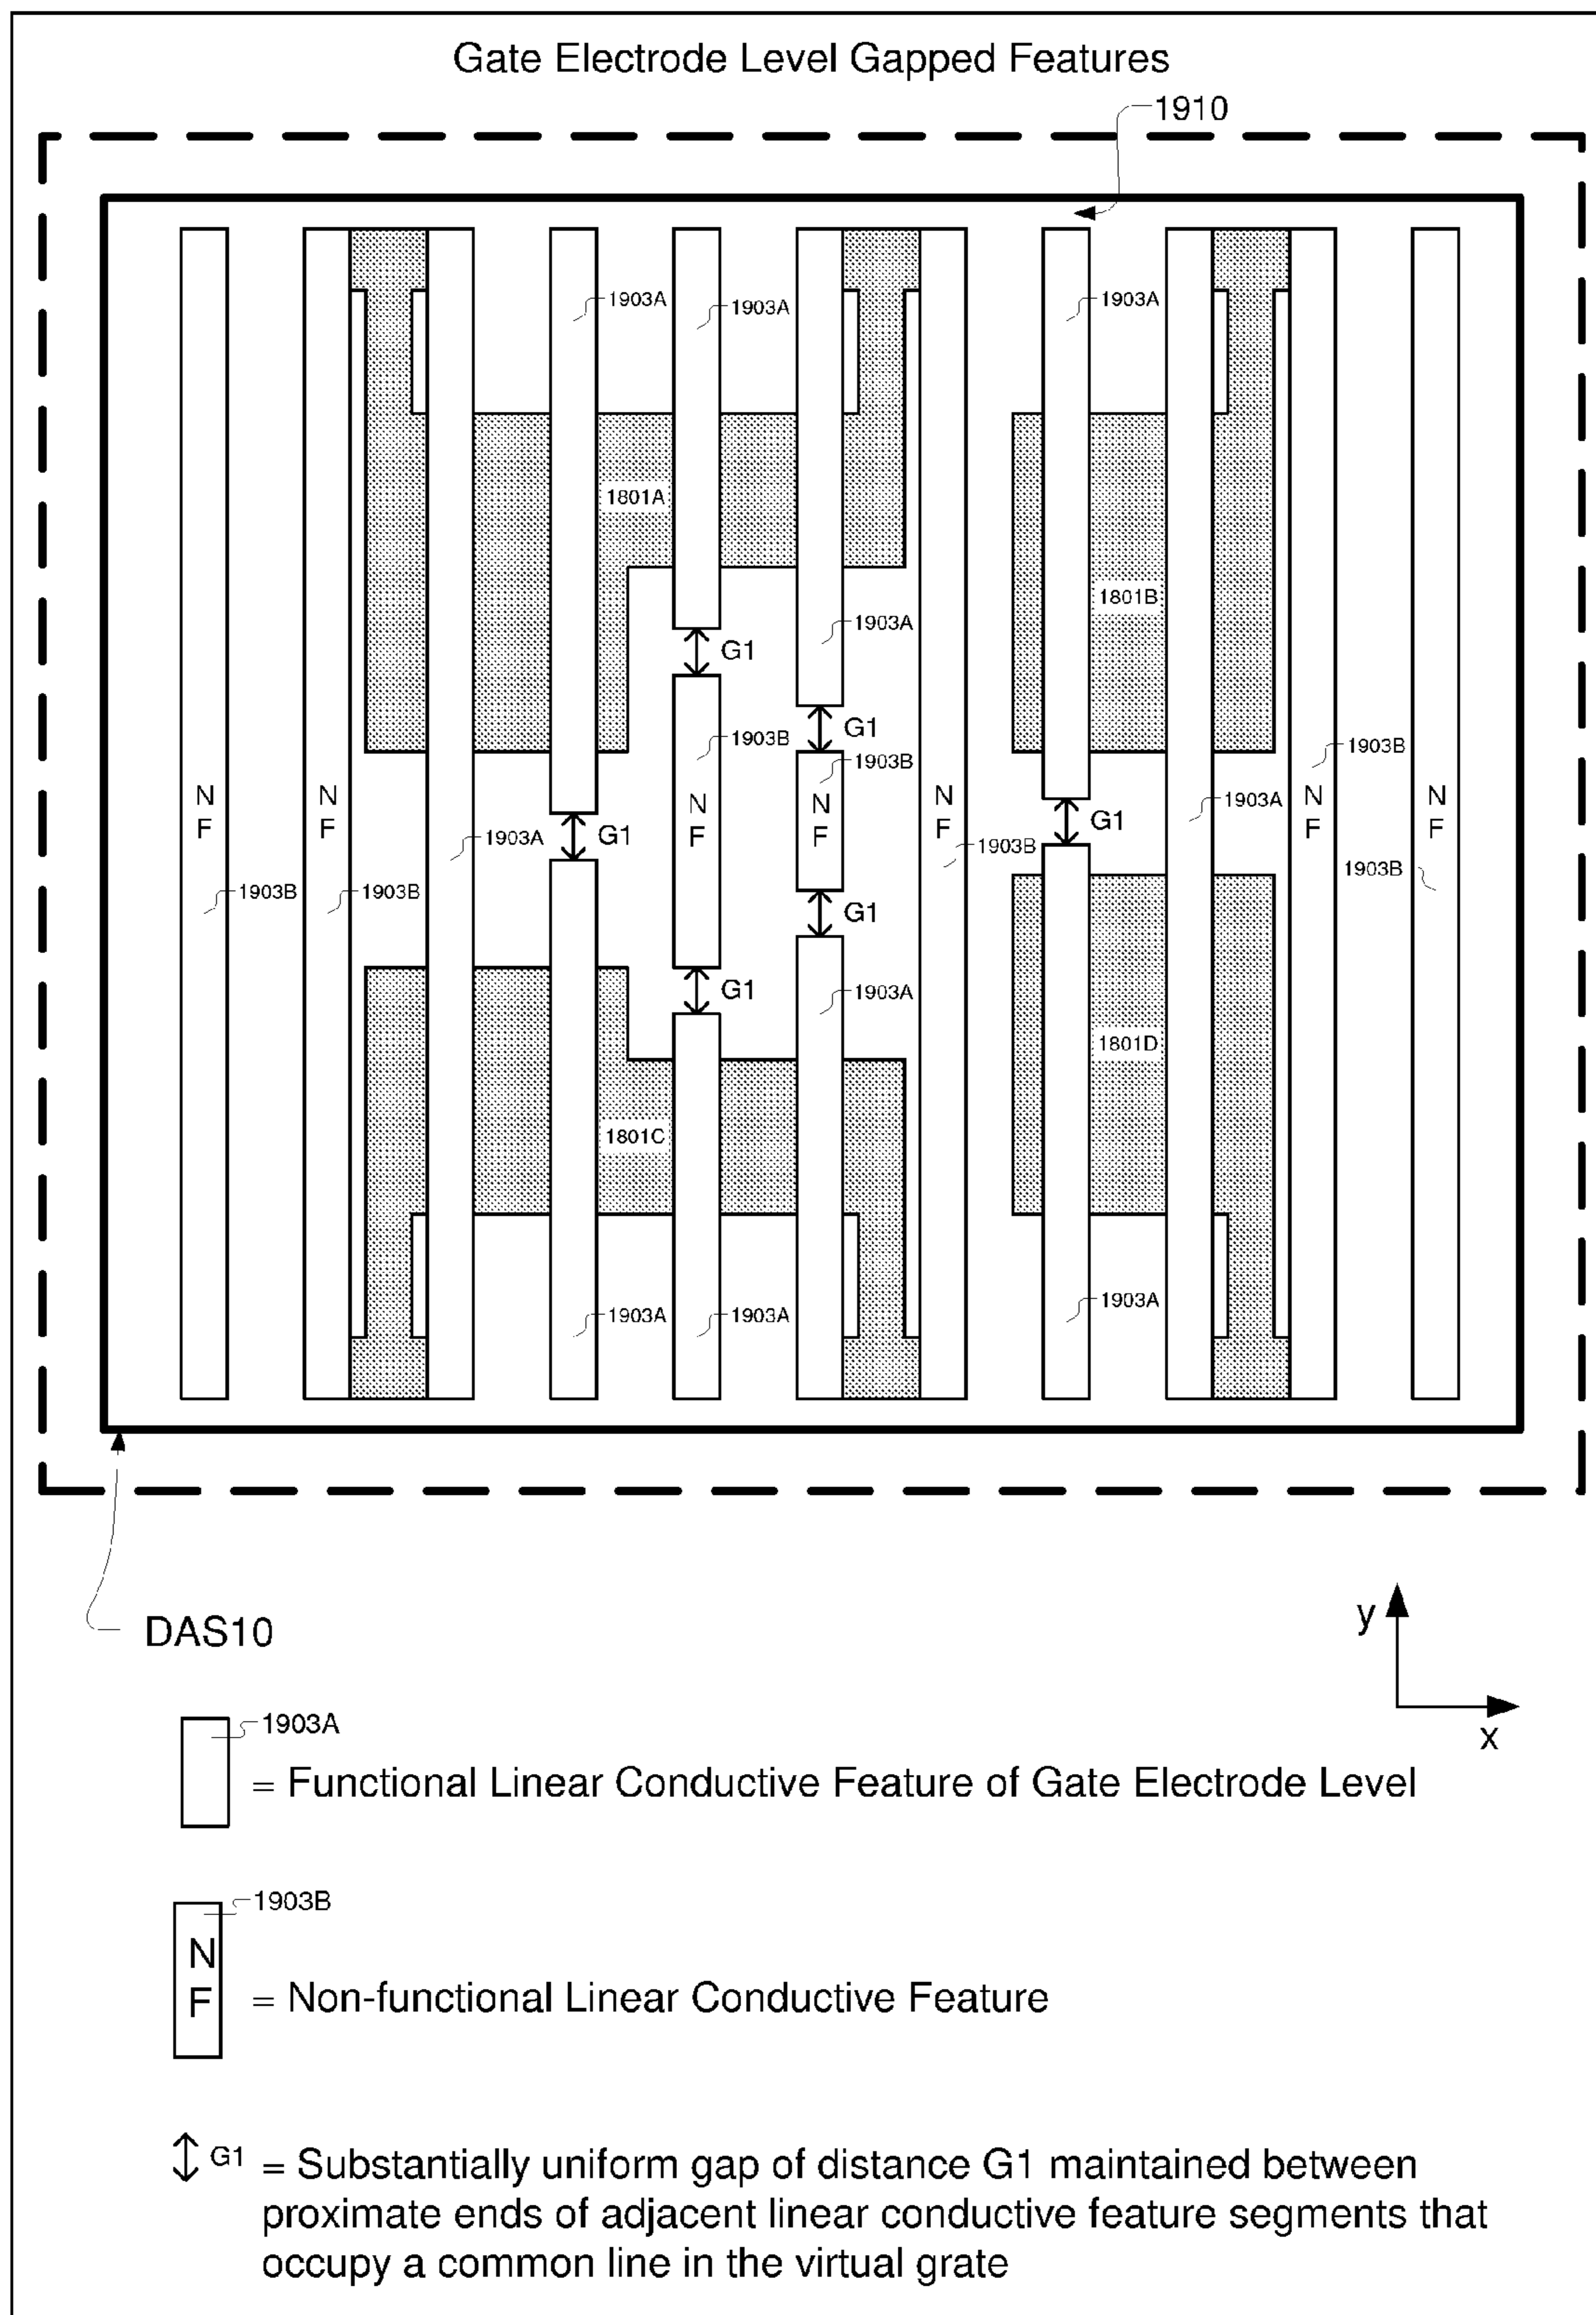 Gate Electrode Level Gapped Features
1910
1903A
1903A
1903A
1801A
1801B
1903A
G1
G1
1903B
1903B
1903B
N
F
N
F
N
F
N
F
N
F
N
F
N
F
1903A
G1
G1
1903A
1903B
1903B
1903B
1903B
G1
G1
1903A
1801D
1801C
1903A
1903A
1903A
DAS10
y
x
1903A
= Functional Linear Conductive Feature of Gate Electrode Level
1903B
N
F
= Non-functional Linear Conductive Feature
G1 = Substantially uniform gap of distance G1 maintained between
proximate ends of adjacent linear conductive feature segments that
occupy a common line in the virtual grate